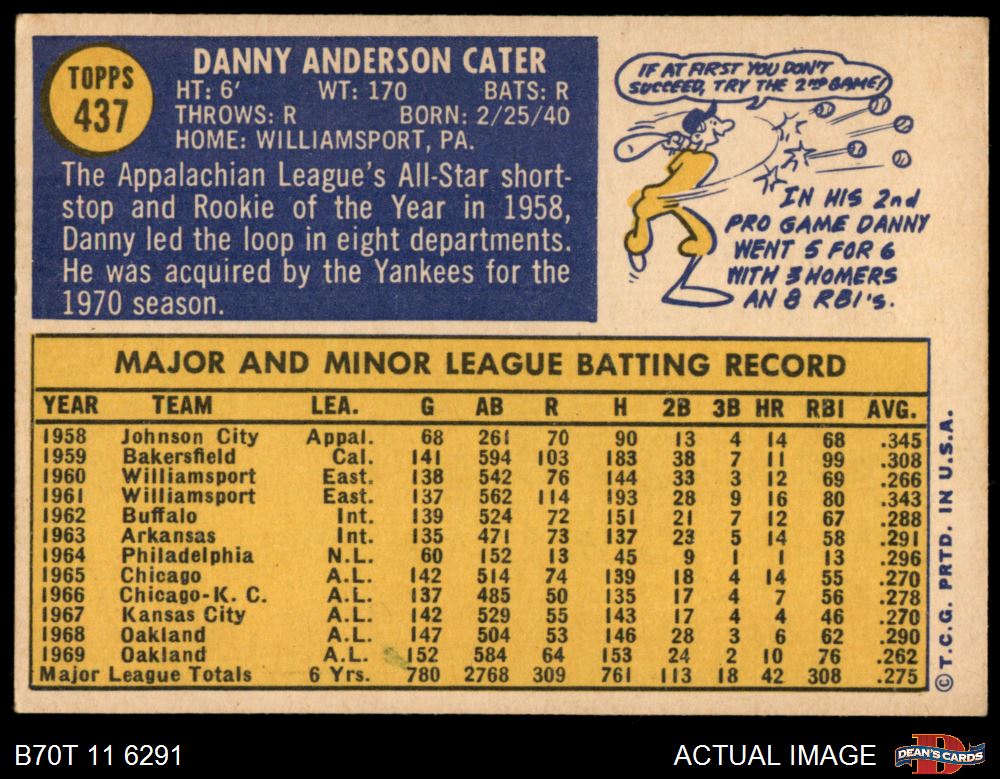 TOPPS
437
DANNY ANDERSON CATER
HT: 6' WT: 170 BATS: R
THROWS: R BORN: 2/25/40
HOME: WILLIAMSPORT, PA.
The Appalachian League's All-Star short-
stop and Rookie of the Year in 1958,
Danny led the loop in eight departments.
He was acquired by the Yankees for the
1970 season.
IF AT FIRST YOU DON'T
SUCCEED, TRY THE 2ND GAME!
IN HIS 2nd
PRO GAME DANNY
WENT 5 FOR 6
WITH 3 HOMERS
AN 8 RBI's.
MAJOR AND MINOR LEAGUE BATTING RECORD
YEAR TEAM LEA. G AB R H 2B 3B HR RBI AVG.
1958 Johnson City Appal. 68 261 70 90 13 4 14 68 .345
1959 Bakersfield Cal. 141 594 103 183 38 7 11 99 .308
1960 Williamsport East. 138 542 76 144 33 3 12 69 .266
1961 Williamsport East. 137 562 114 193 28 9 16 80 .343
1962 Buffalo Int. 139 524 72 151 21 7 12 67 .288
1963 Arkansas Int. 135 471 73 137 23 5 14 58 .291
1964 Philadelphia N.L. 60 152 13 45 9 1 1 13 .296
1965 Chicago A.L. 142 514 74 139 18 4 14 55 .270
1966 Chicago-K. C. A.L. 137 485 50 135 17 4 7 56 .278
1967 Kansas City A.L. 142 529 55 143 17 4 4 46 .270
1968 Oakland A.L. 147 504 53 146 28 3 6 62 .290
1969 Oakland A.L. 152 584 64 153 24 2 10 76 .262
Major League Totals 6 Yrs. 780 2768 309 761 113 18 42 308 .275
©T.C.G. PRTD. IN U.S.A.
B70T 11 6291
ACTUAL IMAGE
DEAN'S CARDS